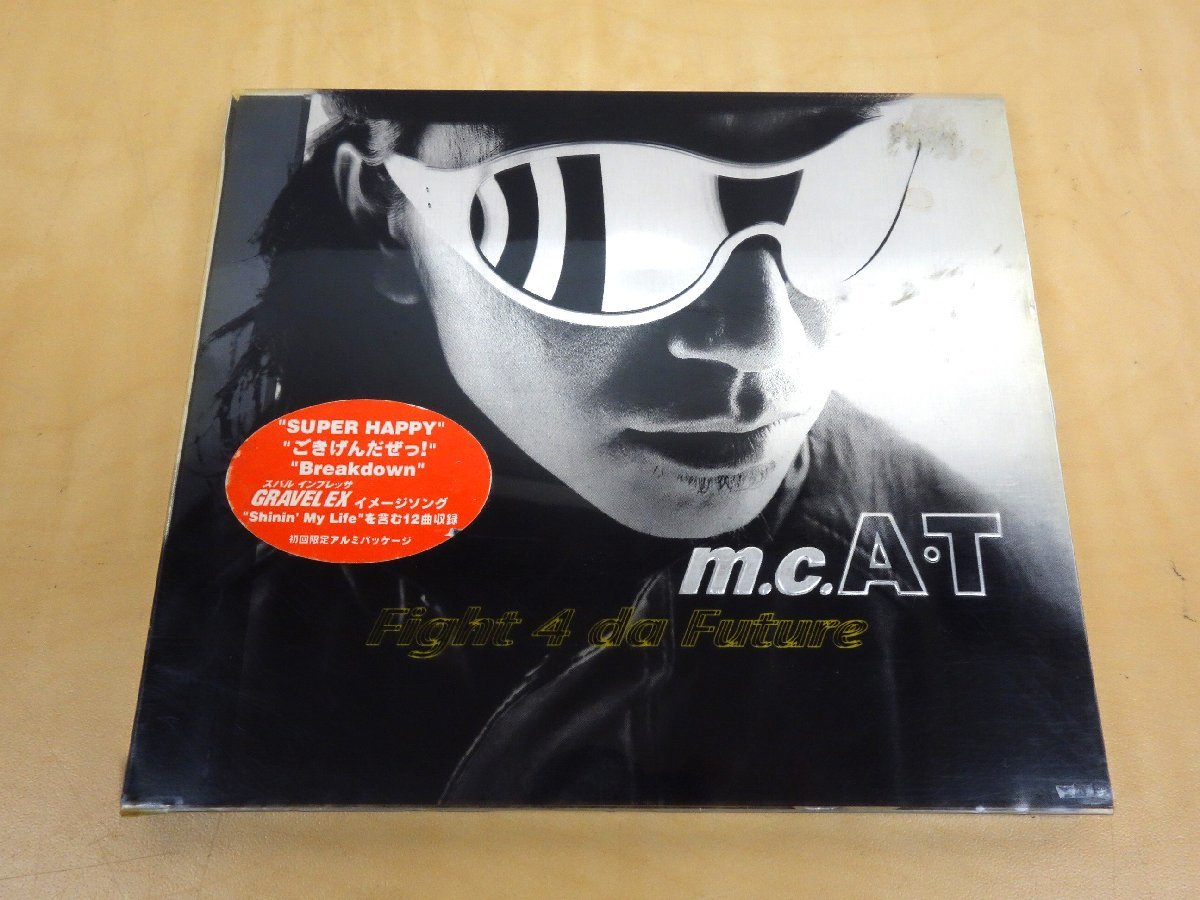 "SUPER HAPPY"
"ごきげんだぜっ!"
"Breakdown"
スバル インプレッサ
GRAVEL EX イメージソング
"Shinin' My Life"を含む12曲収録
初回限定アルミパッケージ
m.c.A・T
Fight 4 da Future